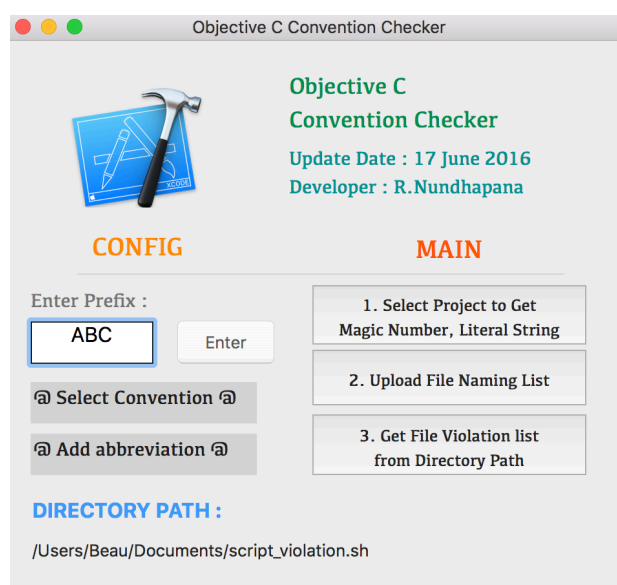 Objective C Convention Checker
Objective C
Convention Checker
Update Date : 17 June 2016
Developer : R.Nundhapana
XCODE
CONFIG
MAIN
Enter Prefix :
ABC
Enter
@ Select Convention @
@ Add abbreviation @
1. Select Project to Get
Magic Number, Literal String
2. Upload File Naming List
3. Get File Violation list
from Directory Path
DIRECTORY PATH :
/Users/Beau/Documents/script_violation.sh